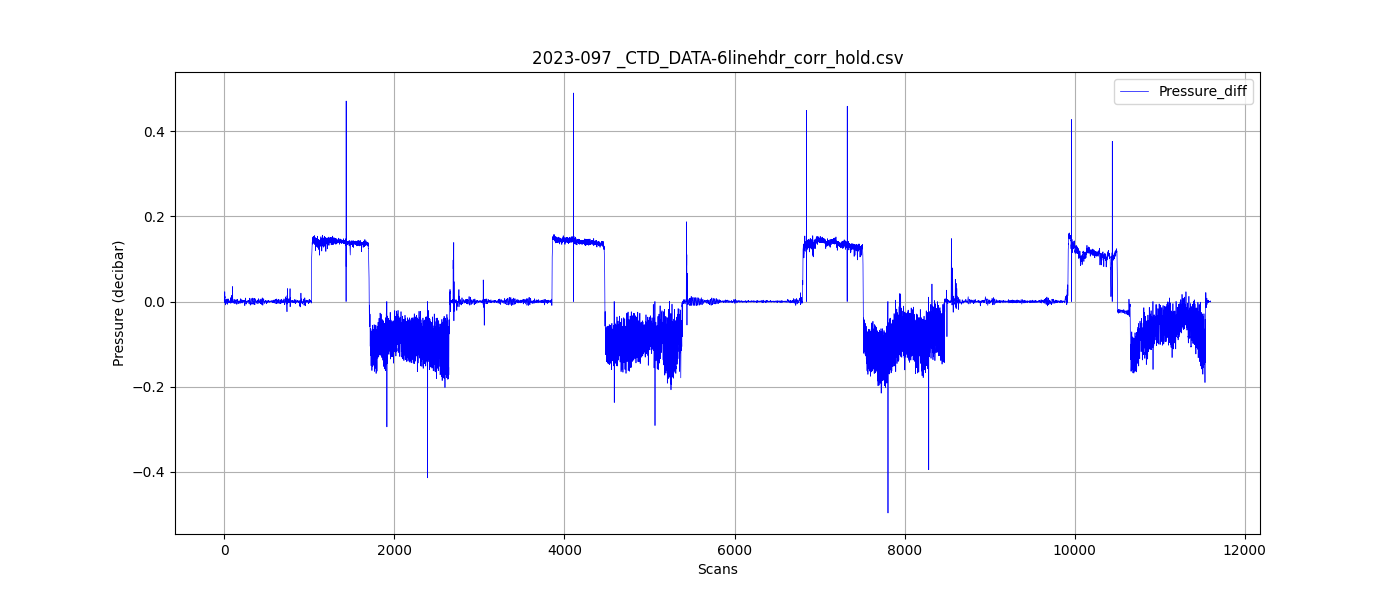 2023-097 _CTD_DATA-6linehdr_corr_hold.csv
Pressure_diff
0.4
0.2
0.0
−0.2
−0.4
Pressure (decibar)
0 2000 4000 6000 8000 10000 12000
Scans